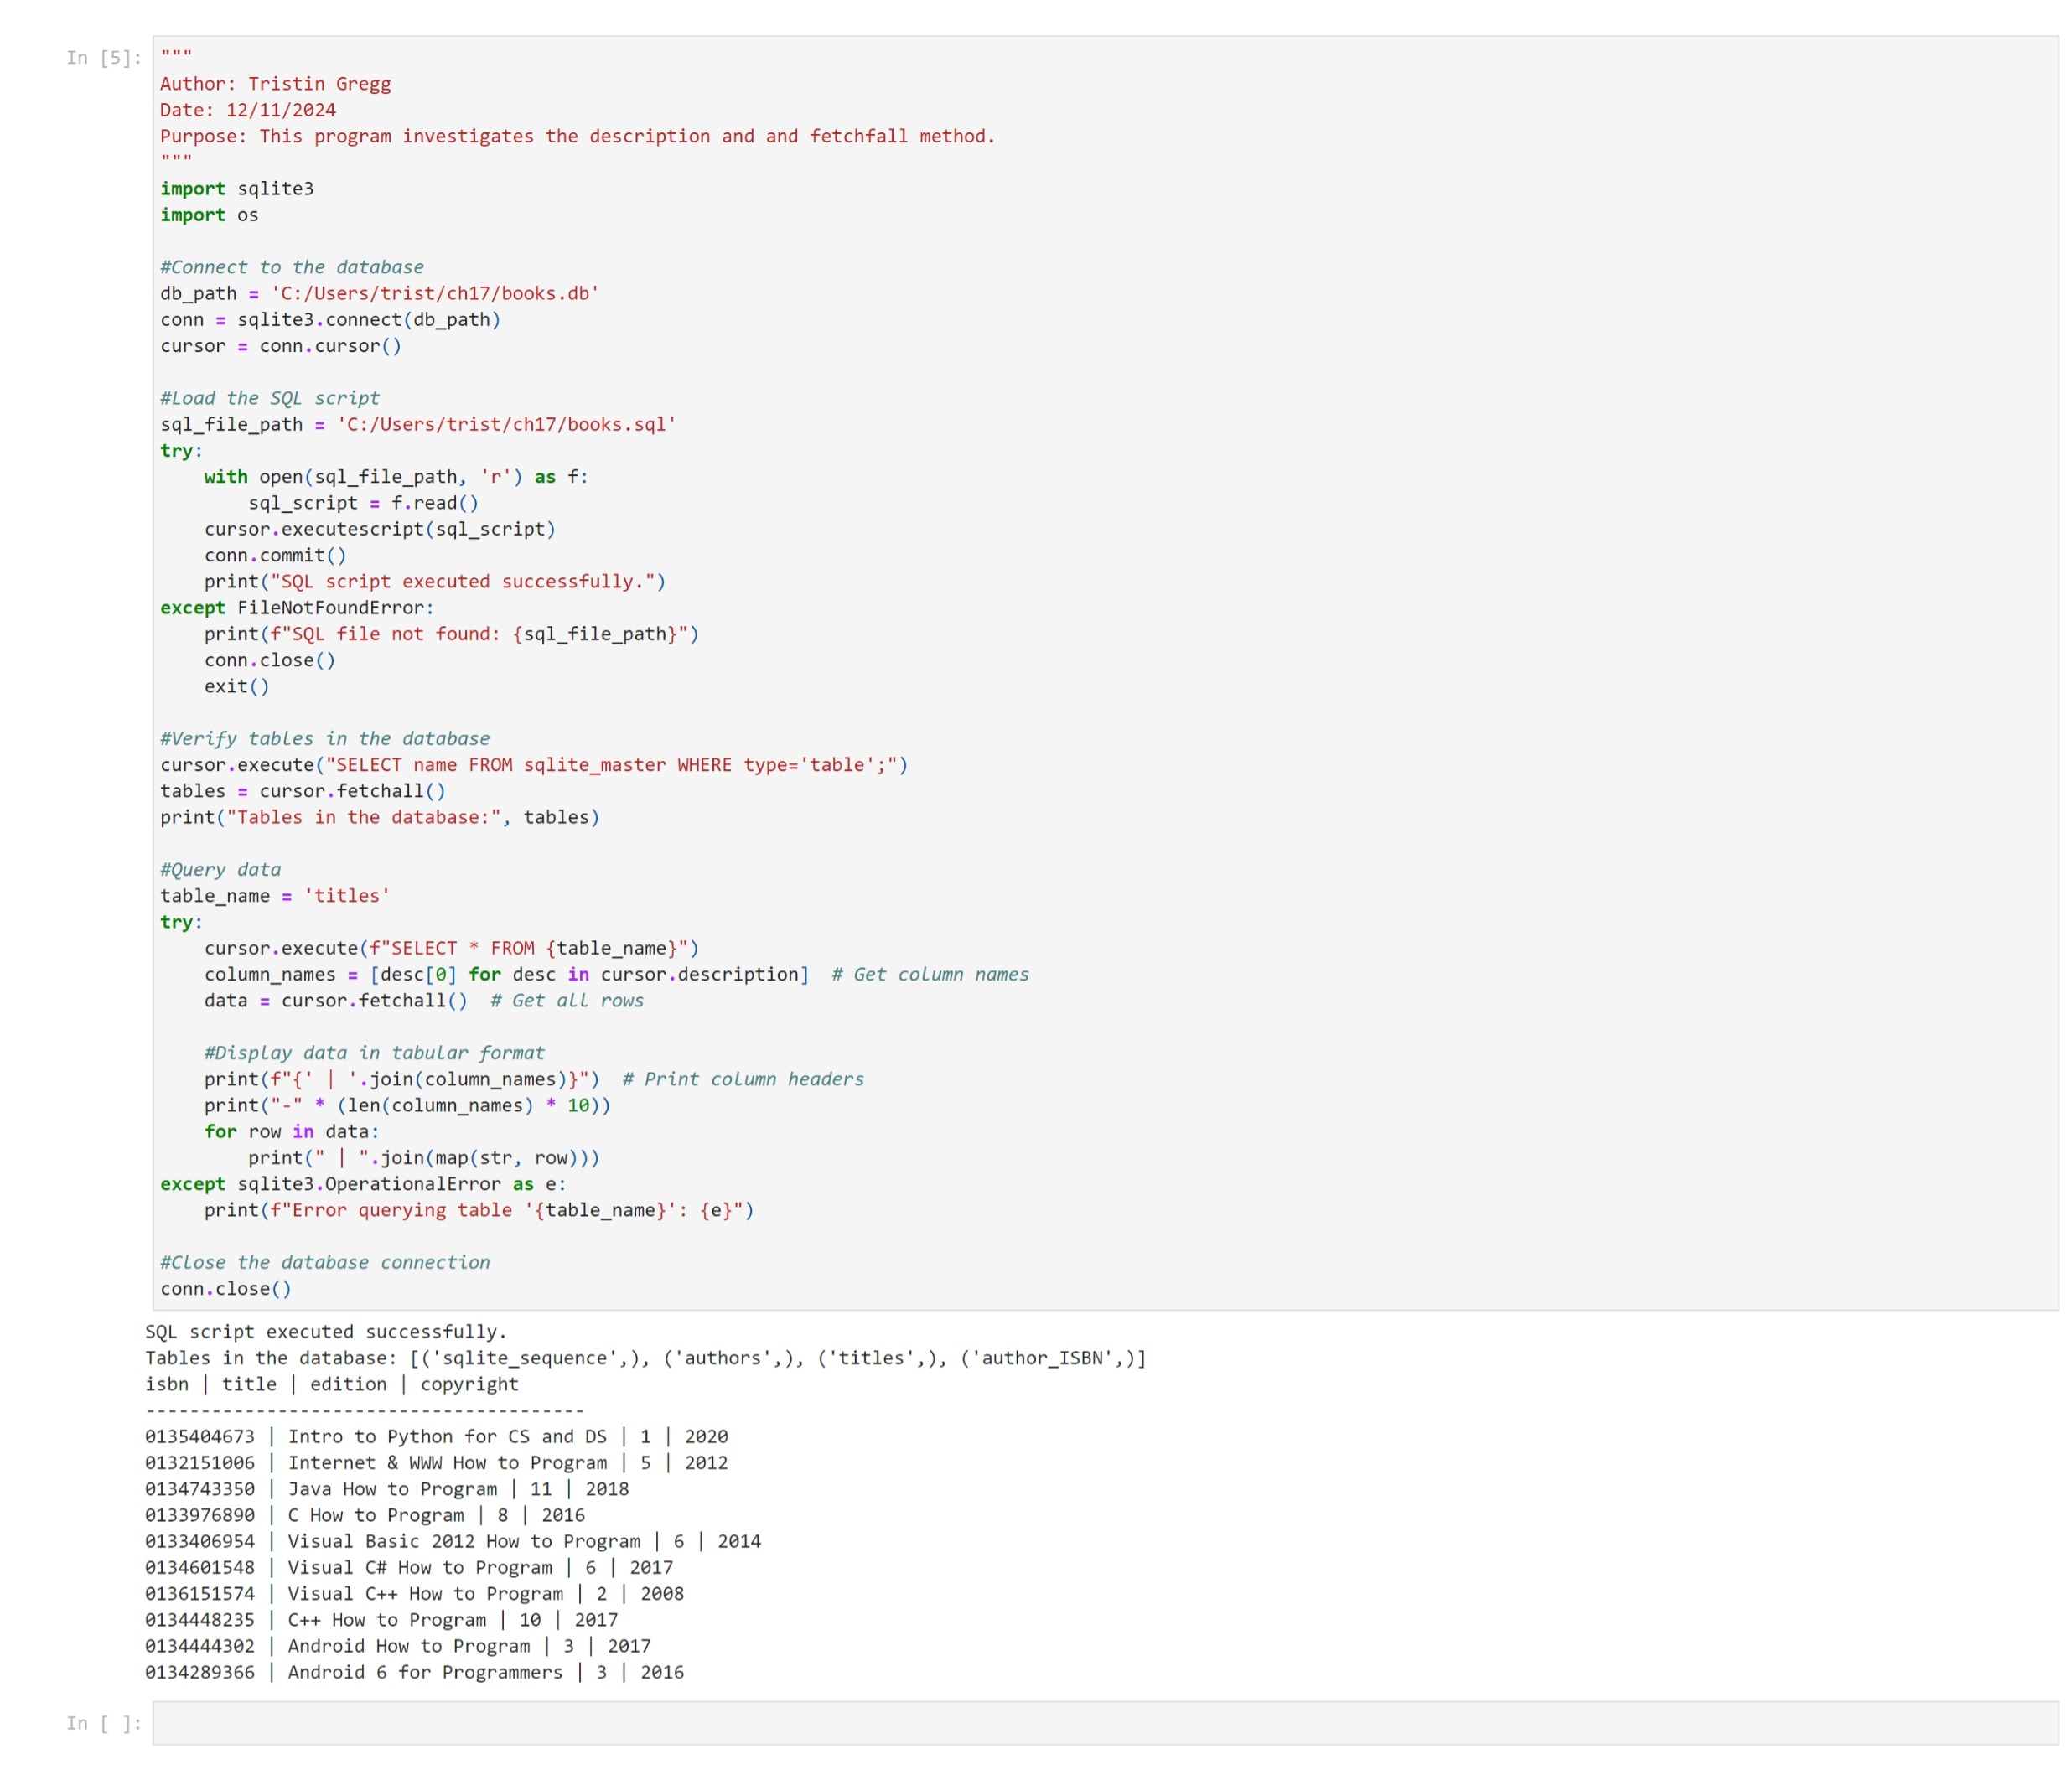 In [5]:
"""
Author: Tristin Gregg
Date: 12/11/2024
Purpose: This program investigates the description and and fetchfall method.
"""
import sqlite3
import os

#Connect to the database
db_path = 'C:/Users/trist/ch17/books.db'
conn = sqlite3.connect(db_path)
cursor = conn.cursor()

#Load the SQL script
sql_file_path = 'C:/Users/trist/ch17/books.sql'
try:
    with open(sql_file_path, 'r') as f:
        sql_script = f.read()
    cursor.executescript(sql_script)
    conn.commit()
    print("SQL script executed successfully.")
except FileNotFoundError:
    print(f"SQL file not found: {sql_file_path}")
    conn.close()
    exit()

#Verify tables in the database
cursor.execute("SELECT name FROM sqlite_master WHERE type='table';")
tables = cursor.fetchall()
print("Tables in the database:", tables)

#Query data
table_name = 'titles'
try:
    cursor.execute(f"SELECT * FROM {table_name}")
    column_names = [desc[0] for desc in cursor.description]  # Get column names
    data = cursor.fetchall()  # Get all rows

    #Display data in tabular format
    print(f"{' | '.join(column_names)}")  # Print column headers
    print("-" * (len(column_names) * 10))
    for row in data:
        print(" | ".join(map(str, row)))
except sqlite3.OperationalError as e:
    print(f"Error querying table '{table_name}': {e}")

#Close the database connection
conn.close()
SQL script executed successfully.
Tables in the database: [('sqlite_sequence',), ('authors',), ('titles',), ('author_ISBN',)]
isbn | title | edition | copyright
----------------------------------------
0135404673 | Intro to Python for CS and DS | 1 | 2020
0132151006 | Internet & WWW How to Program | 5 | 2012
0134743350 | Java How to Program | 11 | 2018
0133976890 | C How to Program | 8 | 2016
0133406954 | Visual Basic 2012 How to Program | 6 | 2014
0134601548 | Visual C# How to Program | 6 | 2017
0136151574 | Visual C++ How to Program | 2 | 2008
0134448235 | C++ How to Program | 10 | 2017
0134444302 | Android How to Program | 3 | 2017
0134289366 | Android 6 for Programmers | 3 | 2016
In [ ]: